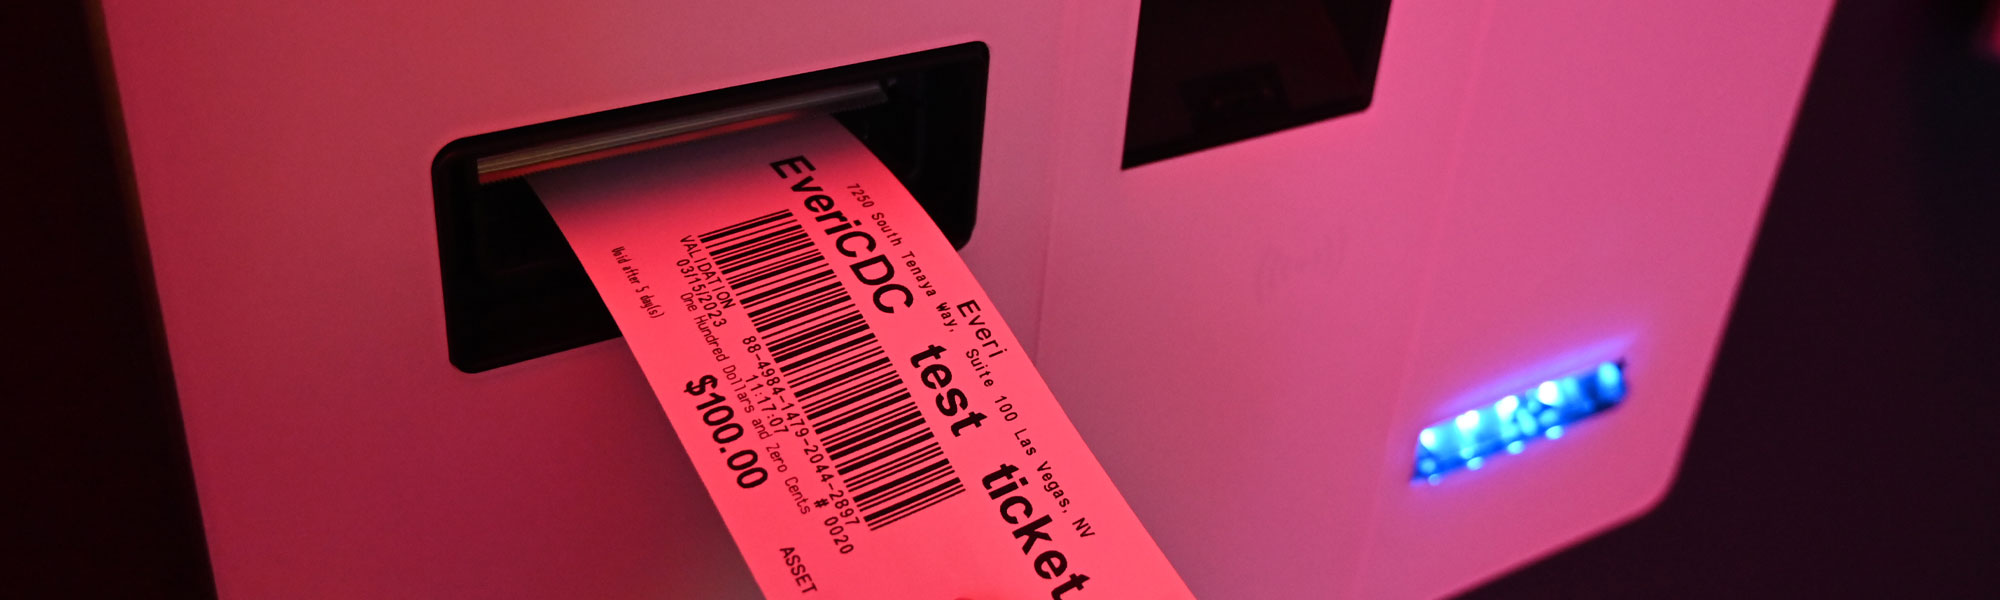 Everi
7250 South Tenaya Way, Suite 100 Las Vegas, NV
EveriCDC test ticket
VALIDATION 88-4984-1479-2044-2897
03/15/2023 11:17:07 # 0020
One Hundred Dollars and Zero Cents
$100.00
Void after 5 day(s)
ASSET